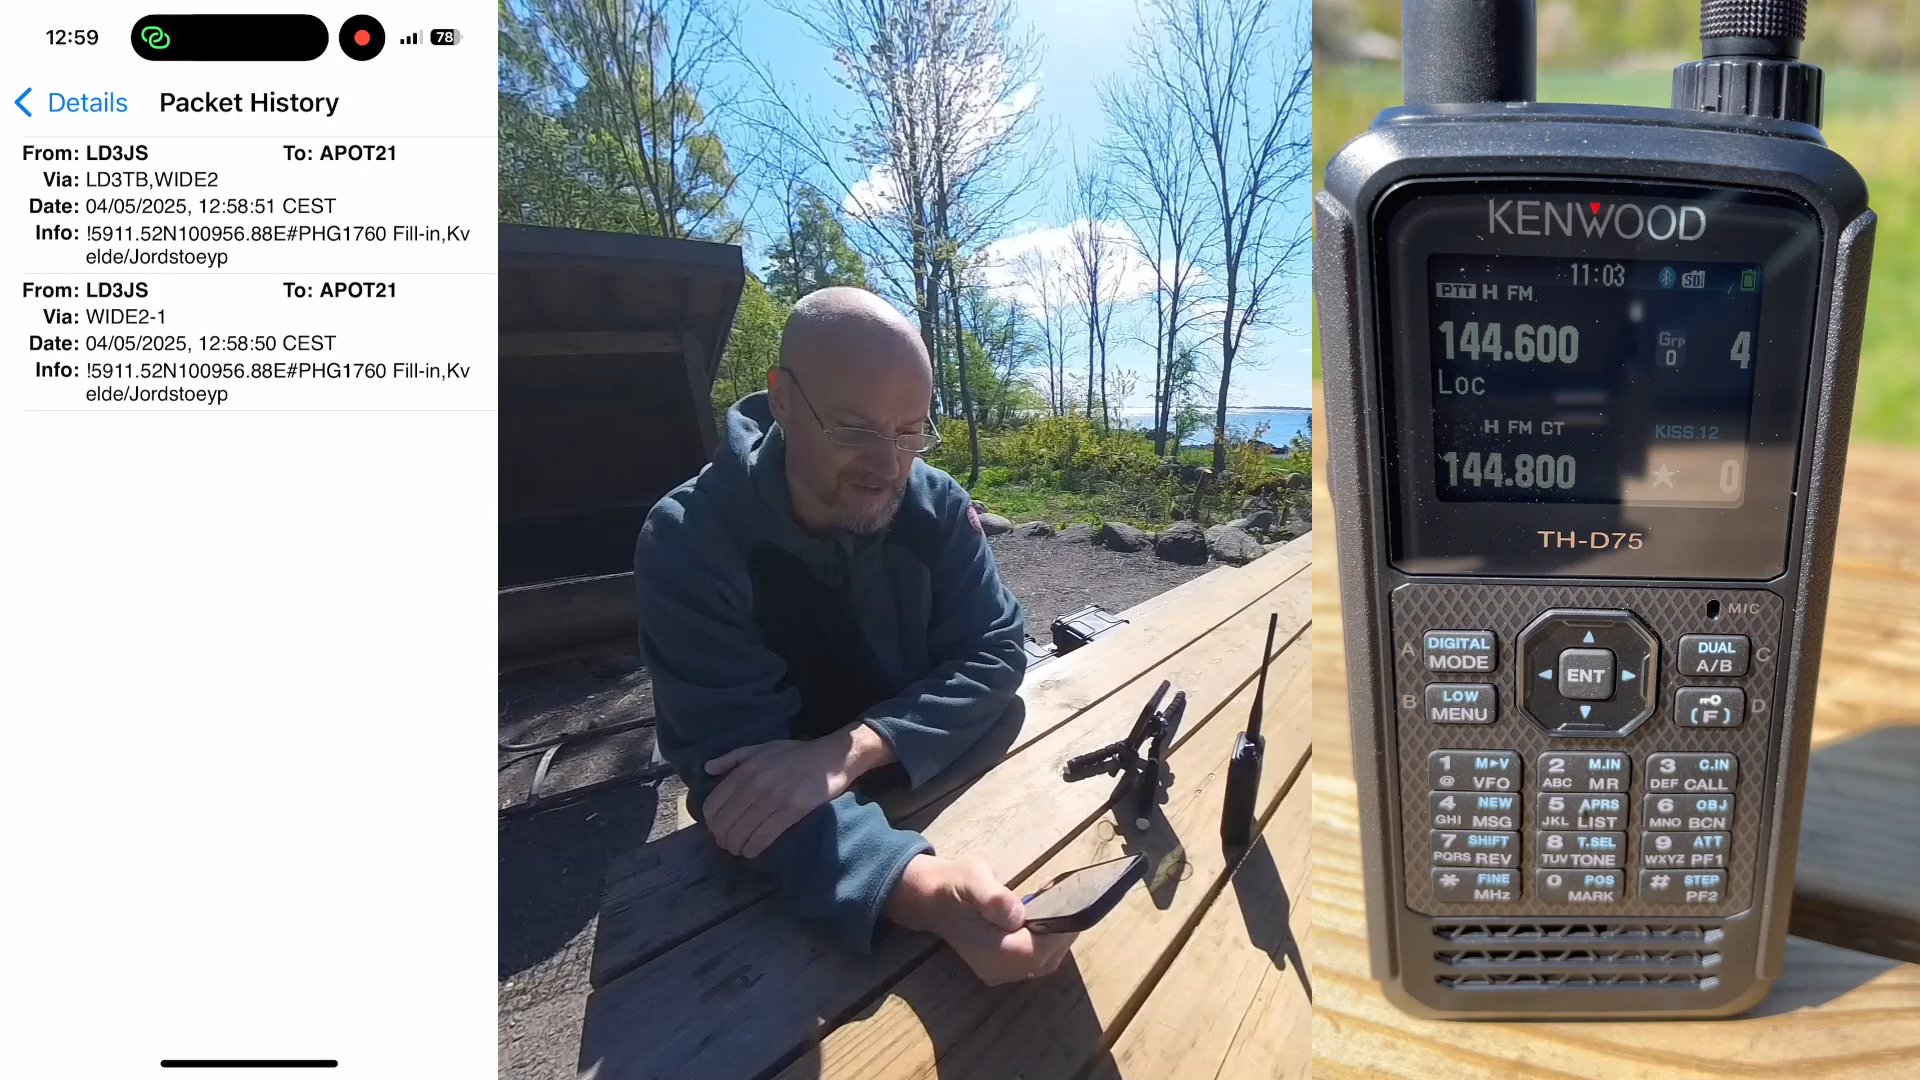 12:59
78
Details
Packet History
From: LD3JS To: APOT21
Via: LD3TB,WIDE2
Date: 04/05/2025, 12:58:51 CEST
Info: !5911.52N100956.88E#PHG1760 Fill-in,Kv
elde/Jordstoeyp
From: LD3JS To: APOT21
Via: WIDE2-1
Date: 04/05/2025, 12:58:50 CEST
Info: !5911.52N100956.88E#PHG1760 Fill-in,Kv
elde/Jordstoeyp
KENWOOD
11:03 SD
PTT H FM
144.600 Grp 0 4
Loc
H FM CT KISS 12
144.800 0
TH-D75
MIC
A DIGITAL MODE ENT DUAL A/B C
B LOW MENU (F) D
1 M►V @ VFO 2 M.IN ABC MR 3 C.IN DEF CALL
4 NEW GHI MSG 5 APRS JKL LIST 6 OBJ MNO BCN
7 SHIFT PQRS REV 8 T.SEL TUV TONE 9 ATT WXYZ PF1
* FINE MHz 0 POS MARK # STEP PF2